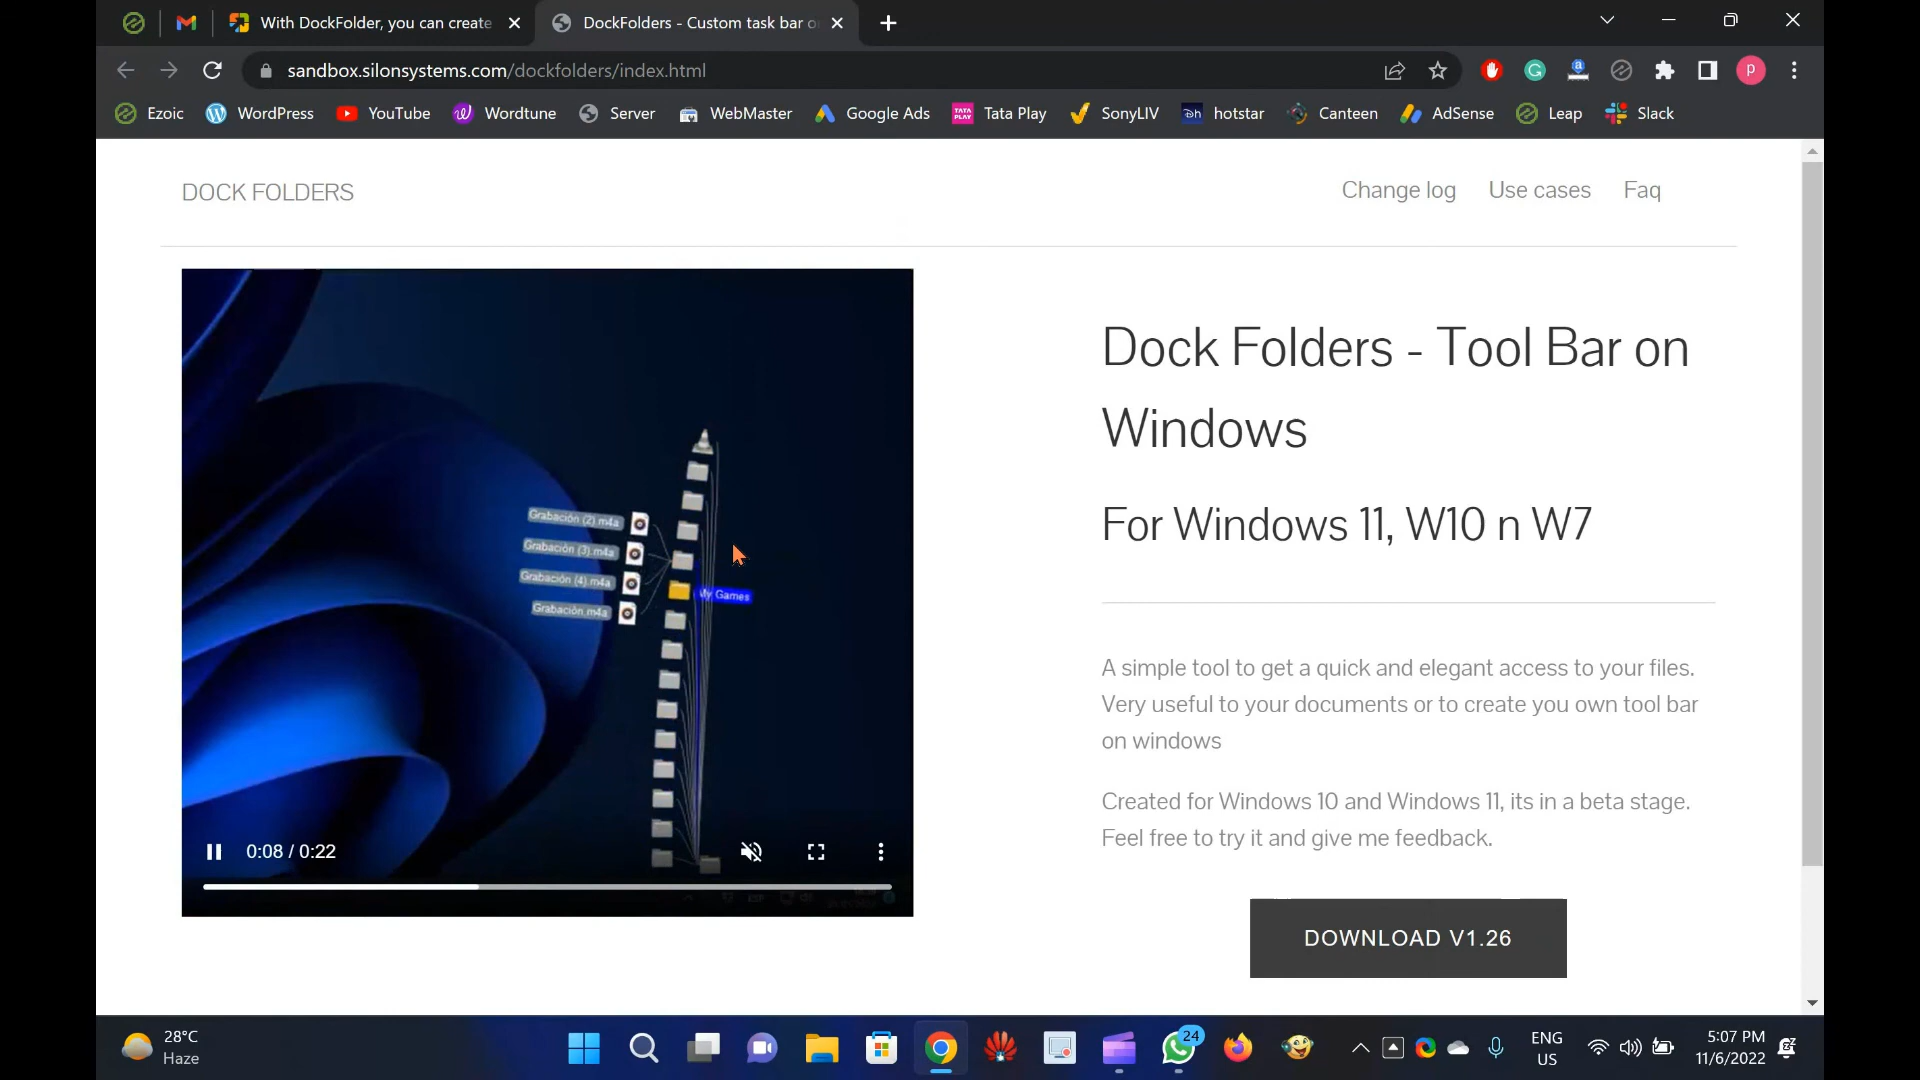 With DockFolder, you can create
DockFolders - Custom task bar o
sandbox.silonsystems.com/dockfolders/index.html
P
Ezoic
WordPress
YouTube
Wordtune
Server
WebMaster
Google Ads
TATA PLAY
Tata Play
SonyLIV
hotstar
Canteen
AdSense
Leap
Slack
DOCK FOLDERS
Change log
Use cases
Faq
Dock Folders - Tool Bar on
Windows
For Windows 11, W10 n W7
Grabación (2).m4a
Grabación (3).m4a
Grabación (4).m4a
Grabación.m4a
My Games
A simple tool to get a quick and elegant access to your files.
Very useful to your documents or to create you own tool bar
on windows
Created for Windows 10 and Windows 11, its in a beta stage.
Feel free to try it and give me feedback.
0:08 / 0:22
DOWNLOAD V1.26
28°C
Haze
24
ENG
US
5:07 PM
11/6/2022